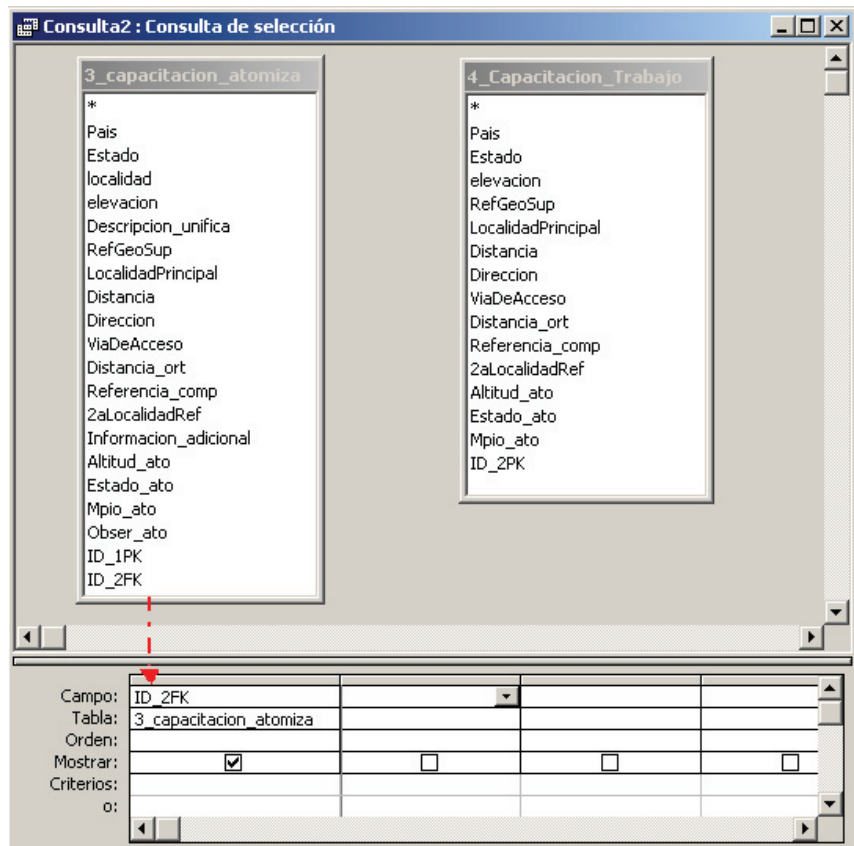 Consulta2 : Consulta de selección
3_capacitacion_atomiza
*
Pais
Estado
localidad
elevacion
Descripcion_unifica
RefGeoSup
LocalidadPrincipal
Distancia
Direccion
ViaDeAcceso
Distancia_ort
Referencia_comp
2aLocalidadRef
Informacion_adicional
Altitud_ato
Estado_ato
Mpio_ato
Obser_ato
ID_1PK
ID_2FK
4_Capacitacion_Trabajo
*
Pais
Estado
elevacion
RefGeoSup
LocalidadPrincipal
Distancia
Direccion
ViaDeAcceso
Distancia_ort
Referencia_comp
2aLocalidadRef
Altitud_ato
Estado_ato
Mpio_ato
ID_2PK
Campo: ID_2FK
Tabla: 3_capacitacion_atomiza
Orden:
Mostrar:
Criterios:
o: